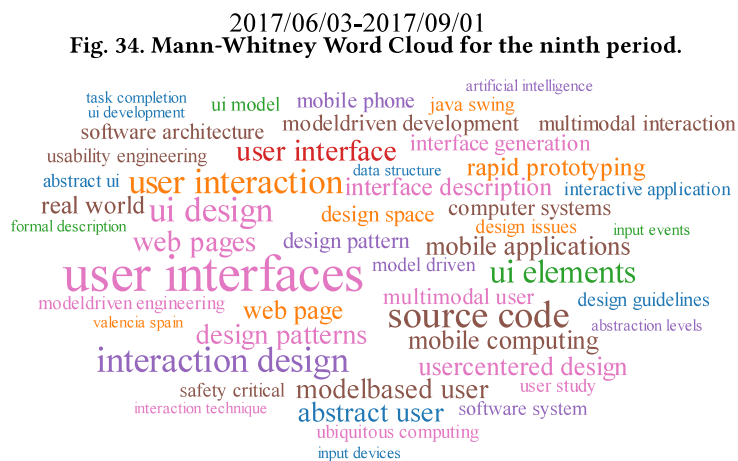 2017/06/03-2017/09/01
Fig. 34. Mann-Whitney Word Cloud for the ninth period.
artificial intelligence
task completion
ui model
mobile phone
java swing
ui development
software architecture
modeldriven development
multimodal interaction
usability engineering
user interface
interface generation
data structure
rapid prototyping
abstract ui
user interaction
interface description
interactive application
real world
ui design
design space
computer systems
formal description
design issues
input events
web pages
design pattern
mobile applications
user interfaces
model driven
ui elements
modeldriven engineering
multimodal user
design guidelines
valencia spain
web page
source code
abstraction levels
design patterns
mobile computing
interaction design
usercentered design
safety critical
modelbased user
user study
interaction technique
abstract user
software system
ubiquitous computing
input devices